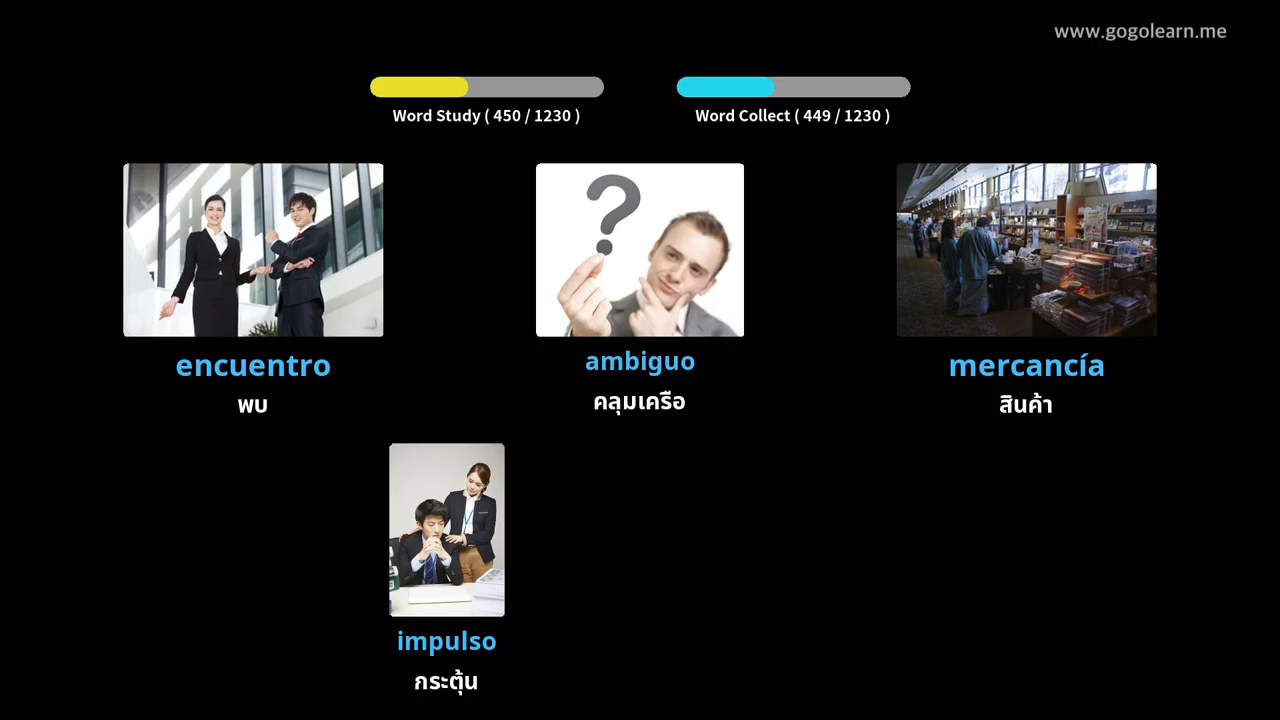 www.gogolearn.me
Word Study ( 450 / 1230 )
Word Collect ( 449 / 1230 )
?
encuentro
ambiguo
mercancía
พบ
คลุมเครือ
สินค้า
impulso
กระตุ้น